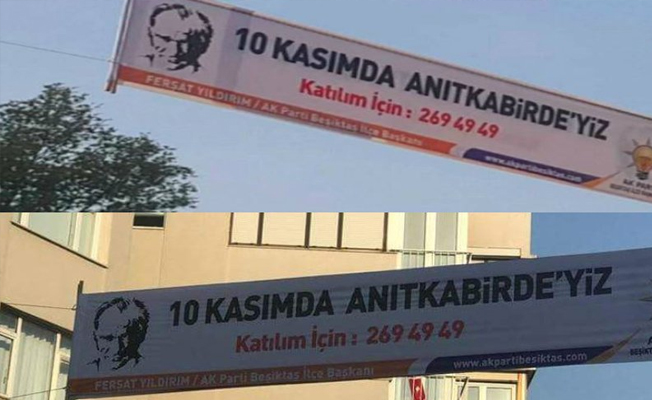 10 KASIMDA ANITKABİRDE'YİZ
Katılım İçin : 269 49 49
FERSAT YILDIRIM / AK Parti Beşiktaş İlçe Başkanı
www.akpartibesiktas.com
AK PARTİ
10 KASIMDA ANITKABİRDE'YİZ
Katılım İçin : 269 49 49
www.akpartibesiktas.com
FERSAT YILDIRIM / AK Parti Beşiktaş İlçe Başkanı